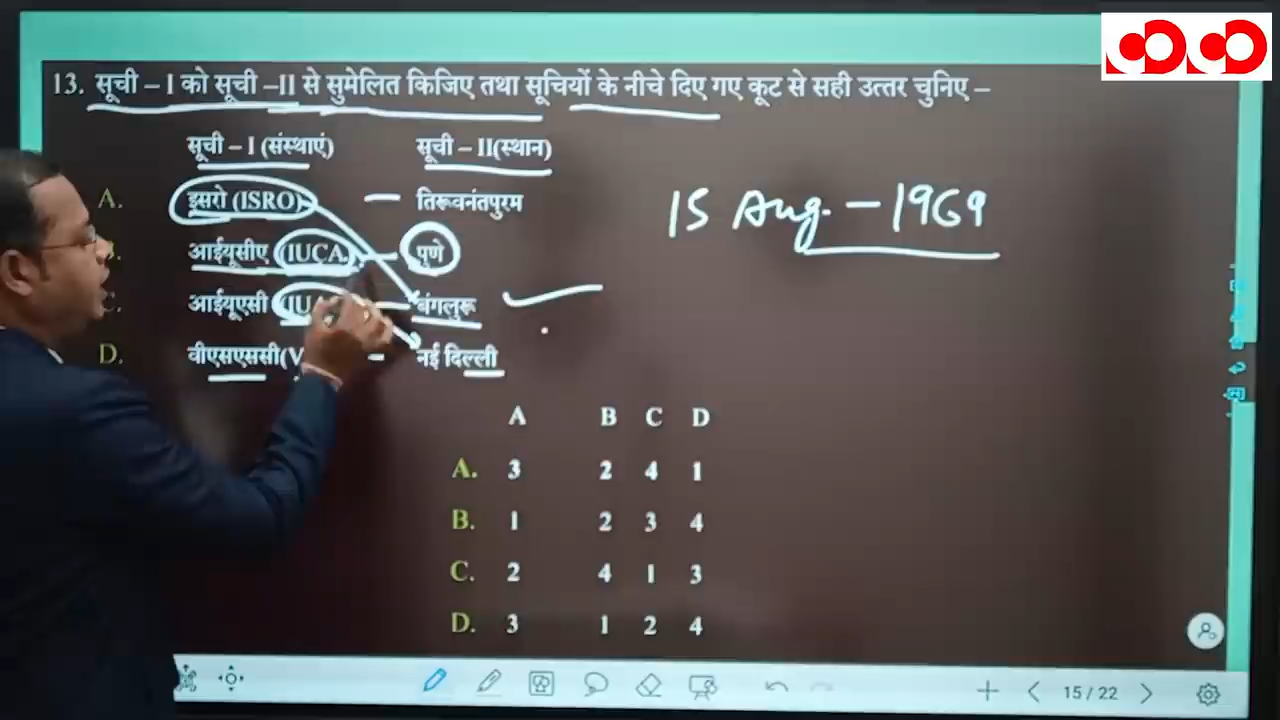 13. सूची – I को सूची –II से सुमेलित किजिए तथा सूचियों के नीचे दिए गए कूट से सही उत्तर चुनिए –
सूची – I (संस्थाएं) सूची – II(स्थान)
A. इसरो (ISRO) – तिरूवनंतपुरम
आईयूसीए (IUCA) – पूणे
C. आईयूएसी – बंगलुरू
D. वीएसएससी(V – नई दिल्ली
15 Aug. – 1969
A B C D
A. 3 2 4 1
B. 1 2 3 4
C. 2 4 1 3
D. 3 1 2 4
15 / 22